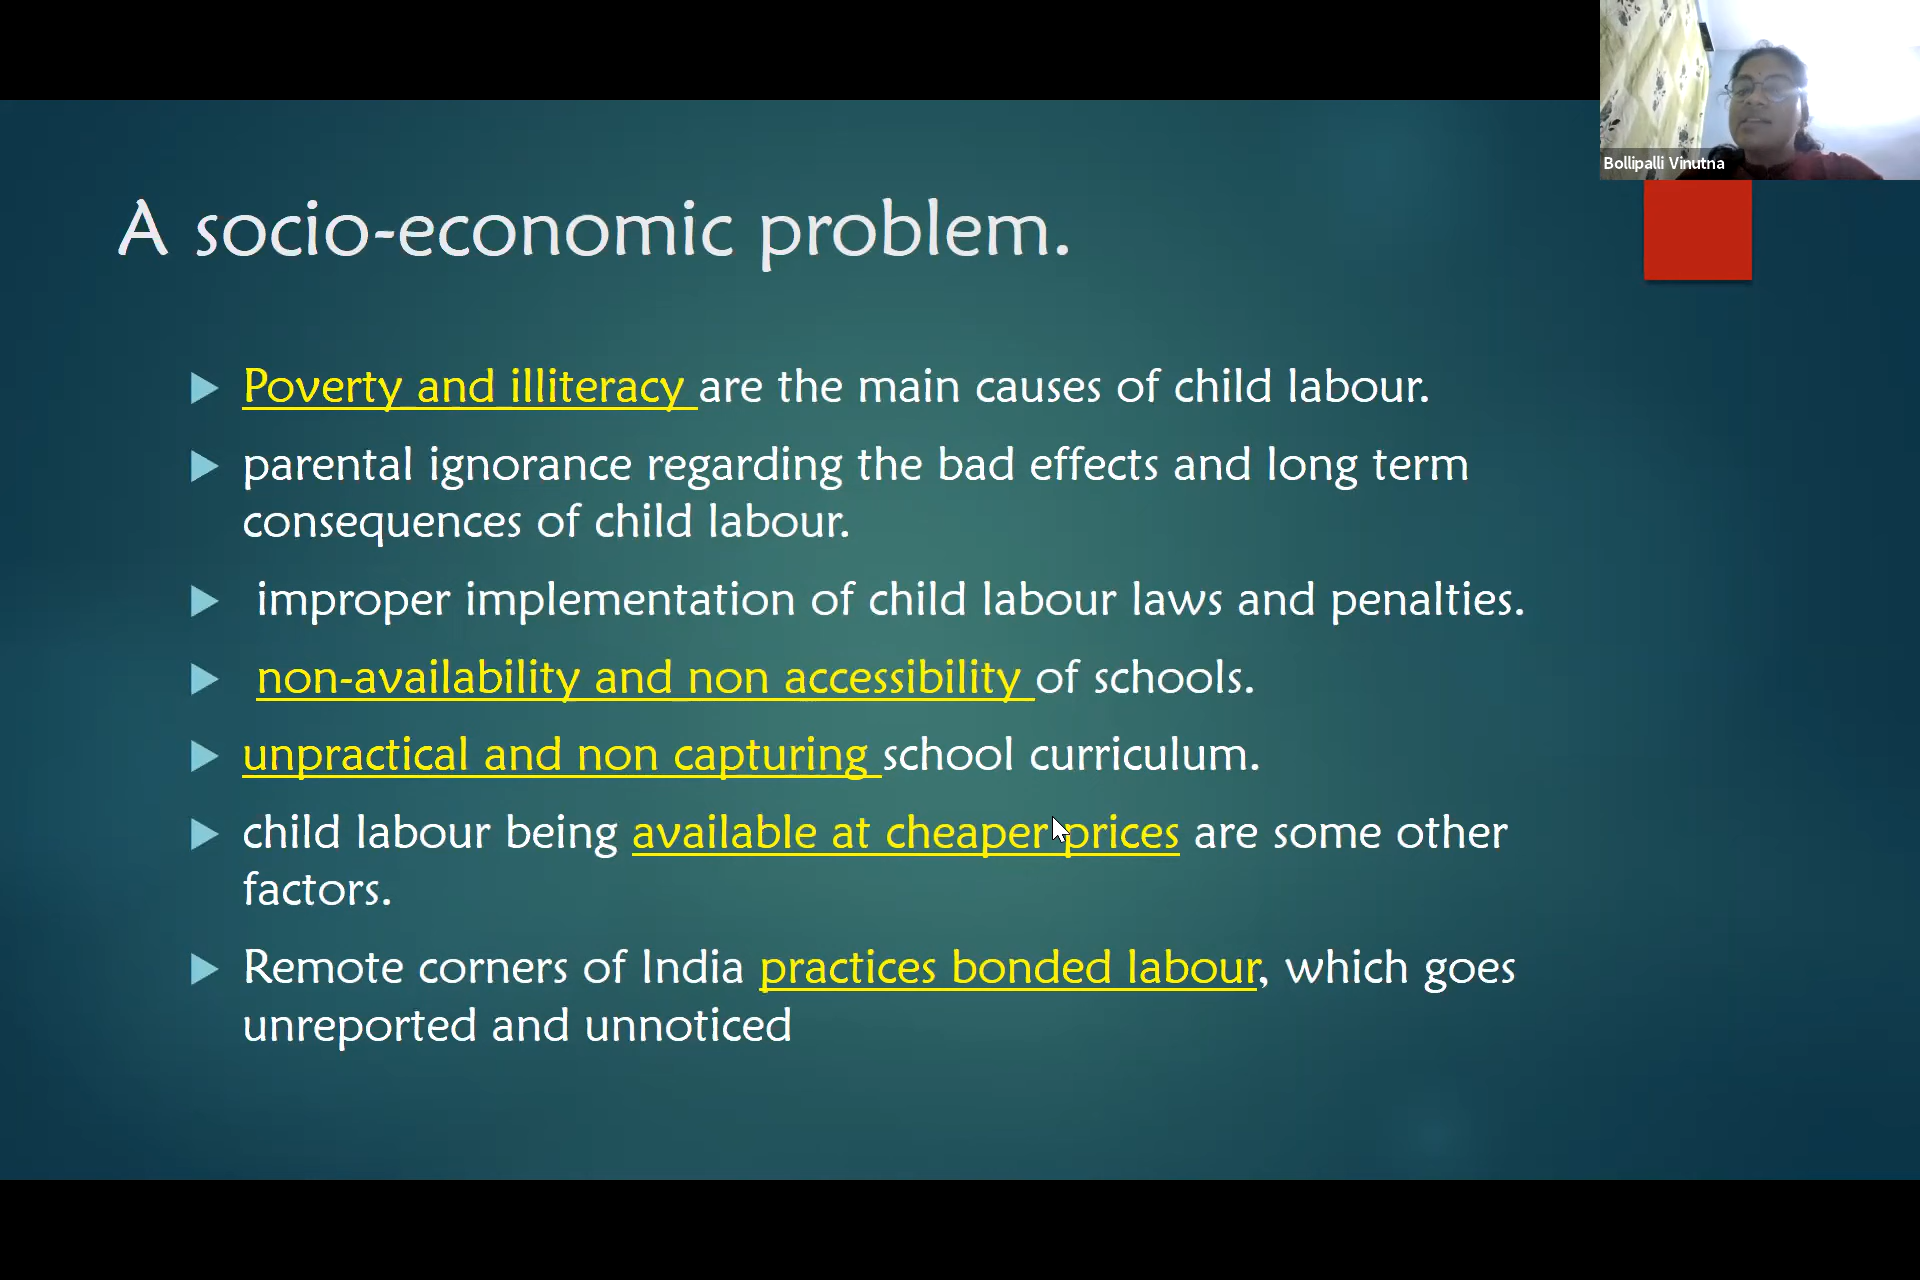 Bollipalli Vinutna
A socio-economic problem.
Poverty and illiteracy are the main causes of child labour.
parental ignorance regarding the bad effects and long term
consequences of child labour.
improper implementation of child labour laws and penalties.
non-availability and non accessibility of schools.
unpractical and non capturing school curriculum.
child labour being available at cheaper prices are some other
factors.
Remote corners of India practices bonded labour, which goes
unreported and unnoticed